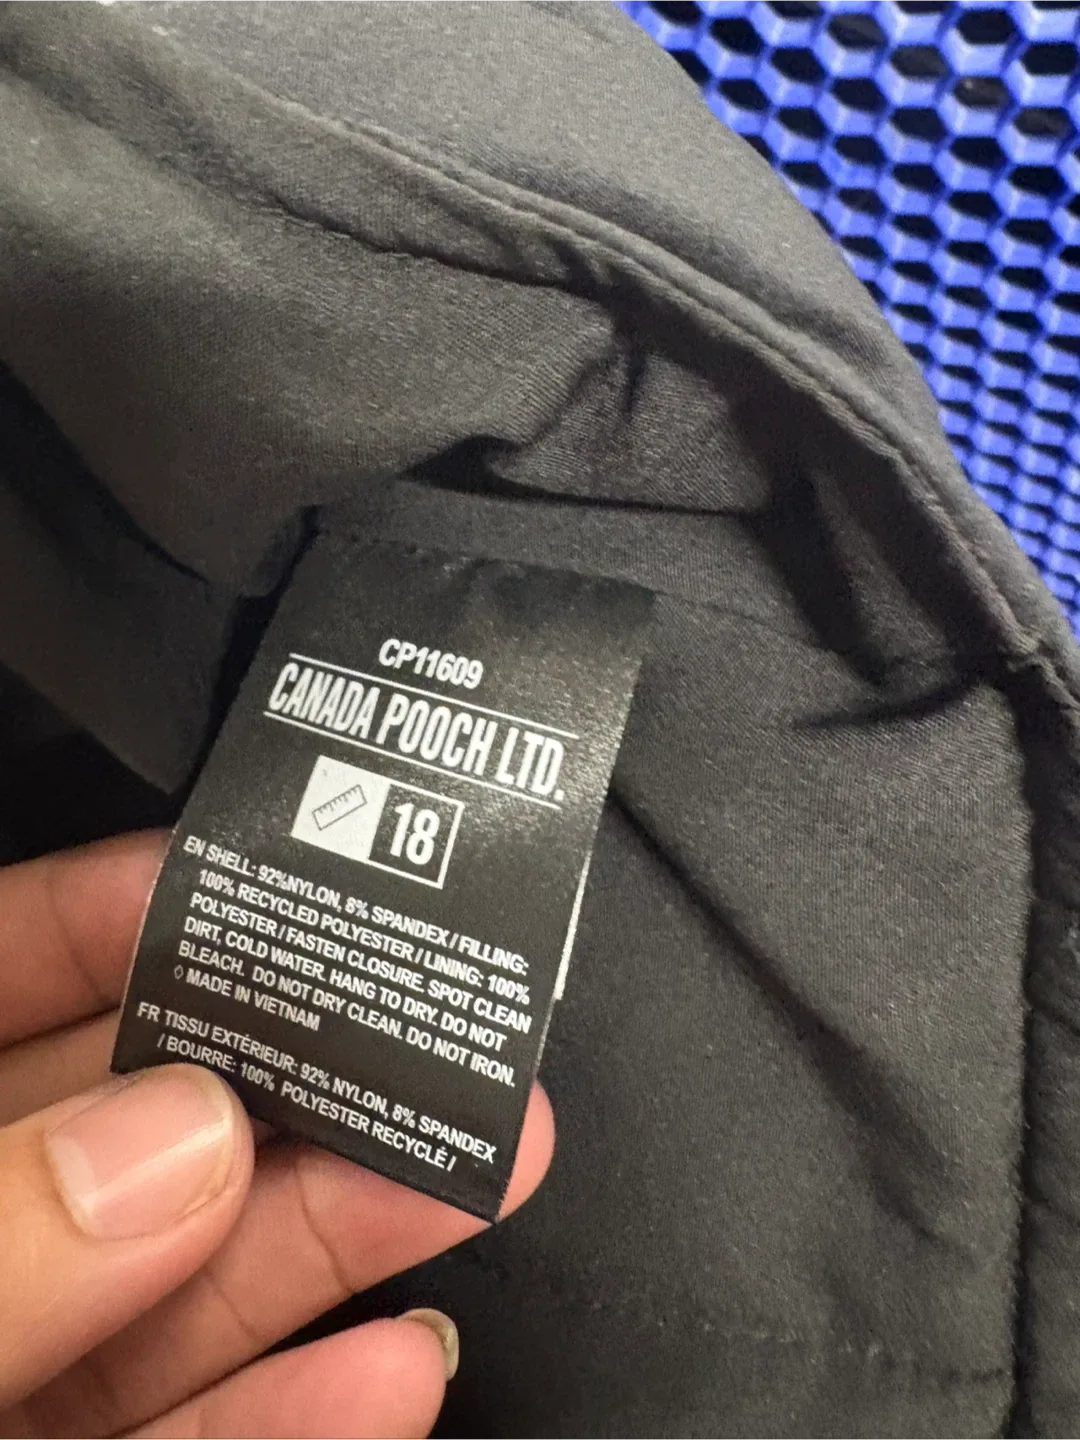 CP11609
CANADA POOCH LTD.
18
EN SHELL: 92%NYLON, 8% SPANDEX / FILLING:
100% RECYCLED POLYESTER / LINING: 100%
POLYESTER / FASTEN CLOSURE. SPOT CLEAN
DIRT, COLD WATER. HANG TO DRY. DO NOT
BLEACH. DO NOT DRY CLEAN. DO NOT IRON.
◊ MADE IN VIETNAM
FR TISSU EXTÉRIEUR: 92% NYLON, 8% SPANDEX
/ BOURRE: 100% POLYESTER RECYCLÉ /